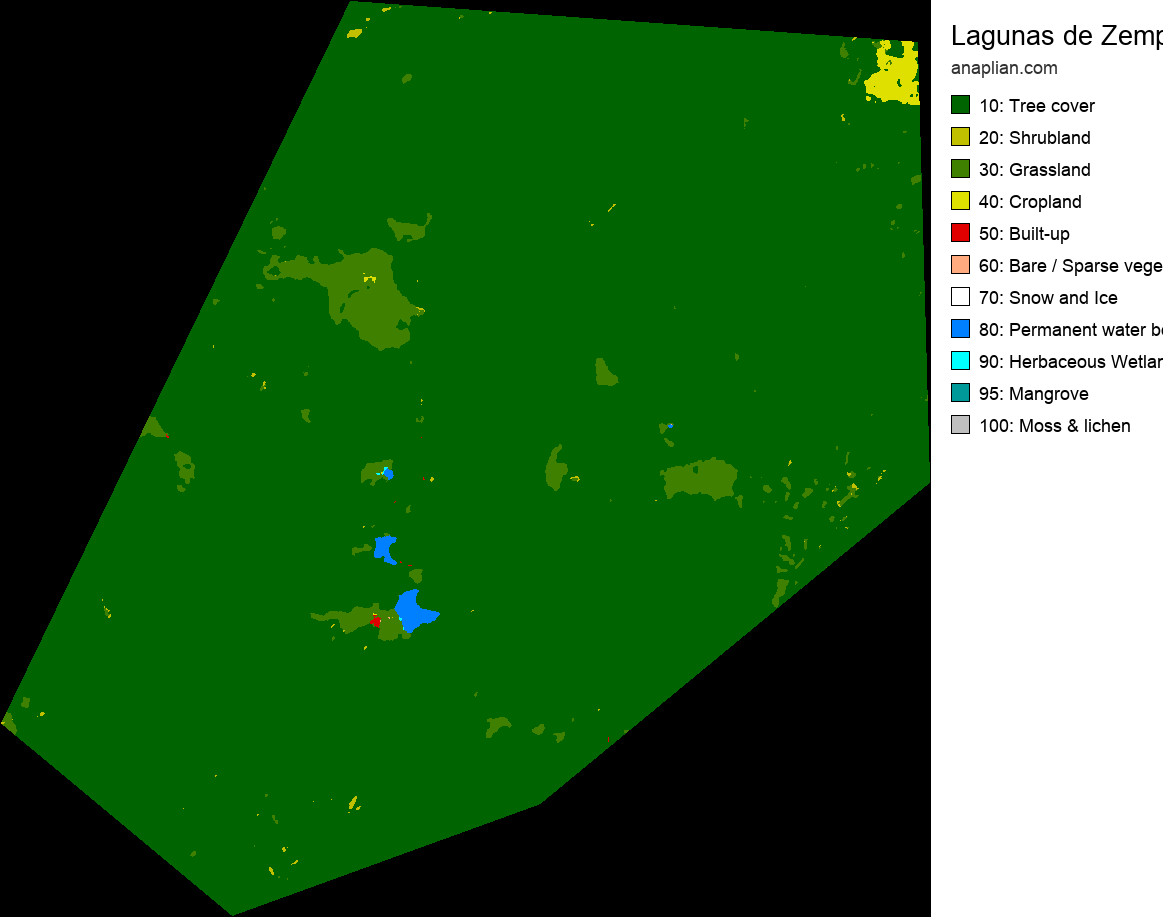 Lagunas de Zemp
anaplian.com
10: Tree cover
20: Shrubland
30: Grassland
40: Cropland
50: Built-up
60: Bare / Sparse vege
70: Snow and Ice
80: Permanent water b
90: Herbaceous Wetlan
95: Mangrove
100: Moss & lichen